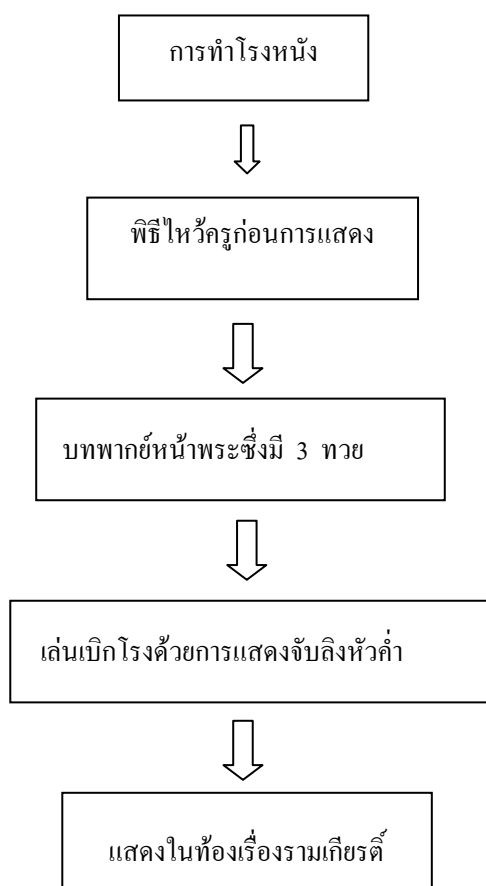 การทำโรงหนัง
พิธีไหว้ครูก่อนการแสดง
บทพากย์หน้าพระซึ่งมี 3 ทวย
เล่นเบิกโรงด้วยการแสดงจับลิงหัวค่ำ
แสดงในท้องเรื่องรามเกียรติ์